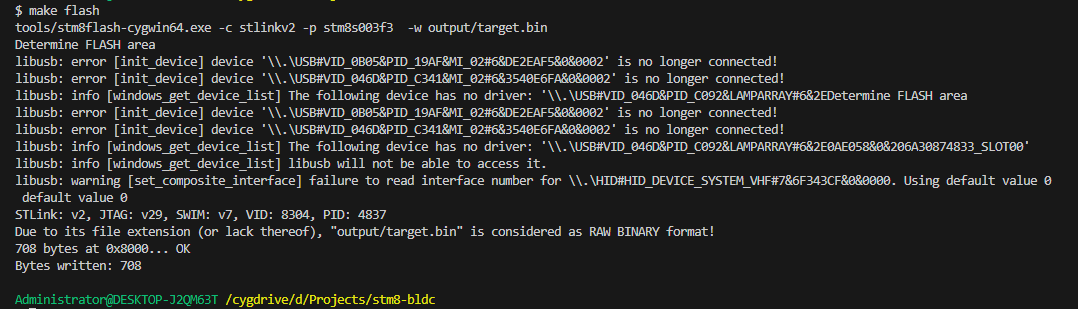 $ make flash
tools/stm8flash-cygwin64.exe -c stlinkv2 -p stm8s003f3  -w output/target.bin
Determine FLASH area
libusb: error [init_device] device '\\.\USB#VID_0B05&PID_19AF&MI_02#6&DE2EAF5&0&0002' is no longer connected!
libusb: error [init_device] device '\\.\USB#VID_046D&PID_C341&MI_02#6&3540E6FA&0&0002' is no longer connected!
libusb: info [windows_get_device_list] The following device has no driver: '\\.\USB#VID_046D&PID_C092&LAMPARRAY#6&2EDetermine FLASH area
libusb: error [init_device] device '\\.\USB#VID_0B05&PID_19AF&MI_02#6&DE2EAF5&0&0002' is no longer connected!
libusb: error [init_device] device '\\.\USB#VID_046D&PID_C341&MI_02#6&3540E6FA&0&0002' is no longer connected!
libusb: info [windows_get_device_list] The following device has no driver: '\\.\USB#VID_046D&PID_C092&LAMPARRAY#6&2E0AE058&0&206A30874833_SLOT00'
libusb: info [windows_get_device_list] libusb will not be able to access it.
libusb: warning [set_composite_interface] failure to read interface number for \\.\HID#HID_DEVICE_SYSTEM_VHF#7&6F343CF&0&0000. Using default value 0
 default value 0
STLink: v2, JTAG: v29, SWIM: v7, VID: 8304, PID: 4837
Due to its file extension (or lack thereof), "output/target.bin" is considered as RAW BINARY format!
708 bytes at 0x8000... OK
Bytes written: 708
Administrator@DESKTOP-J2QM63T /cygdrive/d/Projects/stm8-bldc